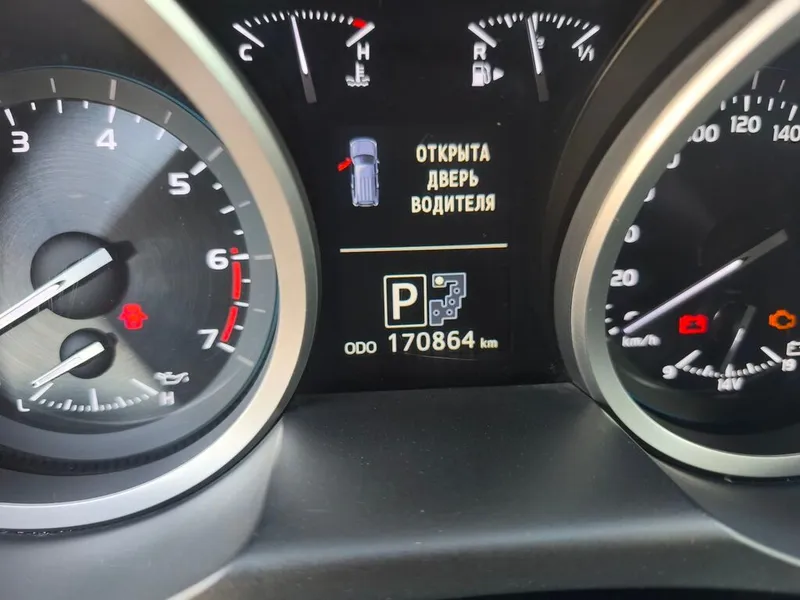 C H
R 1/1
3 4 5 6 7
100 120 140
20
ОТКРЫТА
ДВЕРЬ
ВОДИТЕЛЯ
P
ODO 170864 km
km/h
L H
9 14V 19